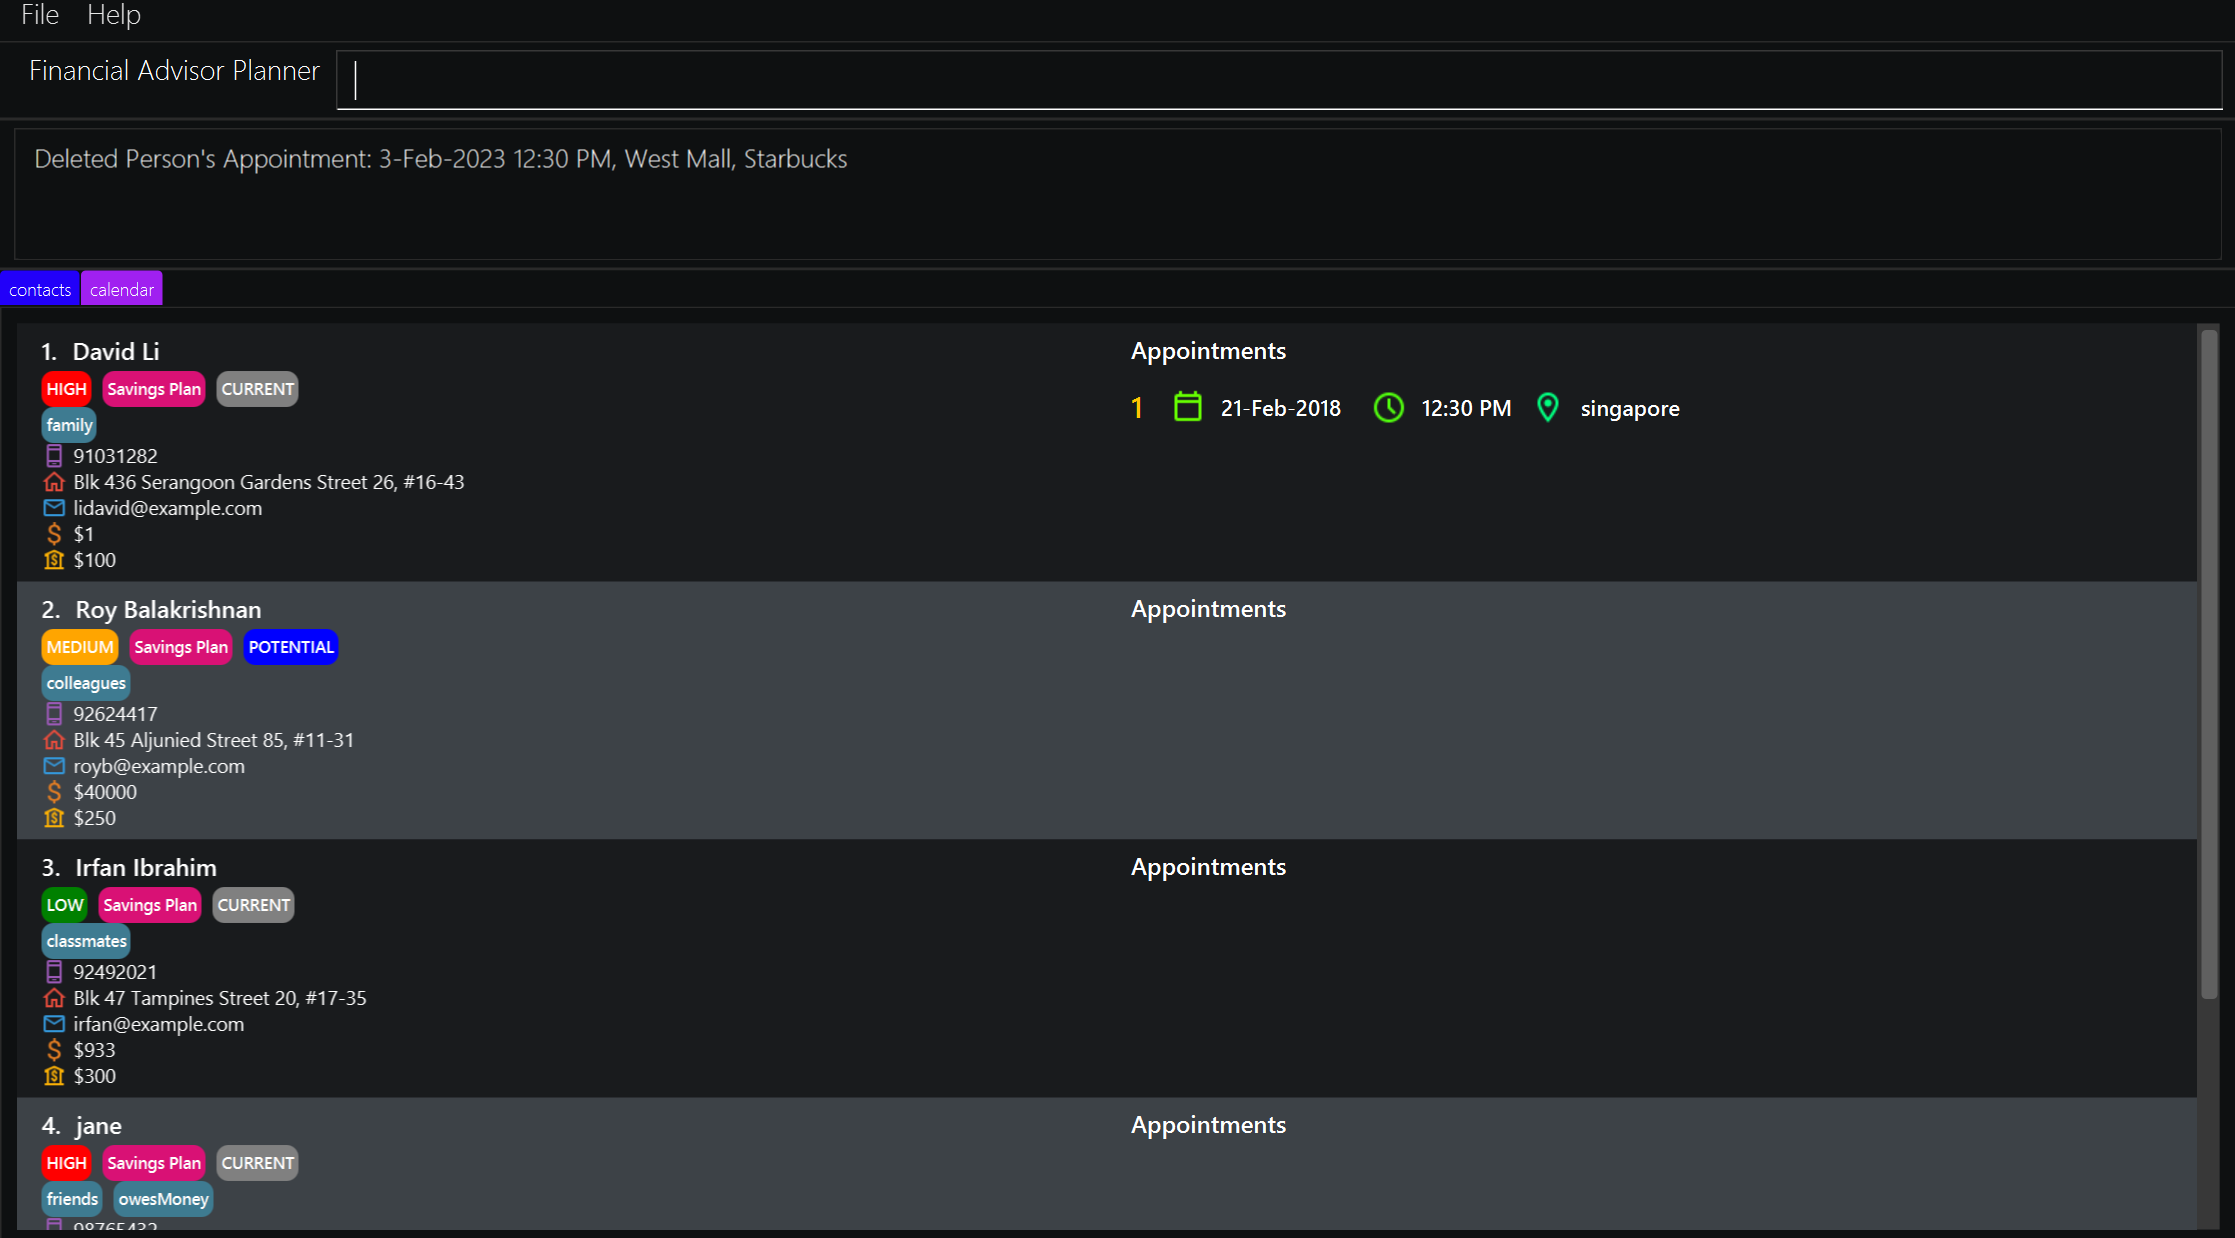 File Help
Financial Advisor Planner
Deleted Person's Appointment: 3-Feb-2023 12:30 PM, West Mall, Starbucks
contacts calendar
1. David Li
HIGH Savings Plan CURRENT
family
91031282
Blk 436 Serangoon Gardens Street 26, #16-43
lidavid@example.com
$1
$100
Appointments
1 21-Feb-2018 12:30 PM singapore
2. Roy Balakrishnan
MEDIUM Savings Plan POTENTIAL
colleagues
92624417
Blk 45 Aljunied Street 85, #11-31
royb@example.com
$40000
$250
Appointments
3. Irfan Ibrahim
LOW Savings Plan CURRENT
classmates
92492021
Blk 47 Tampines Street 20, #17-35
irfan@example.com
$933
$300
Appointments
4. jane
HIGH Savings Plan CURRENT
friends owesMoney
98765432
Appointments